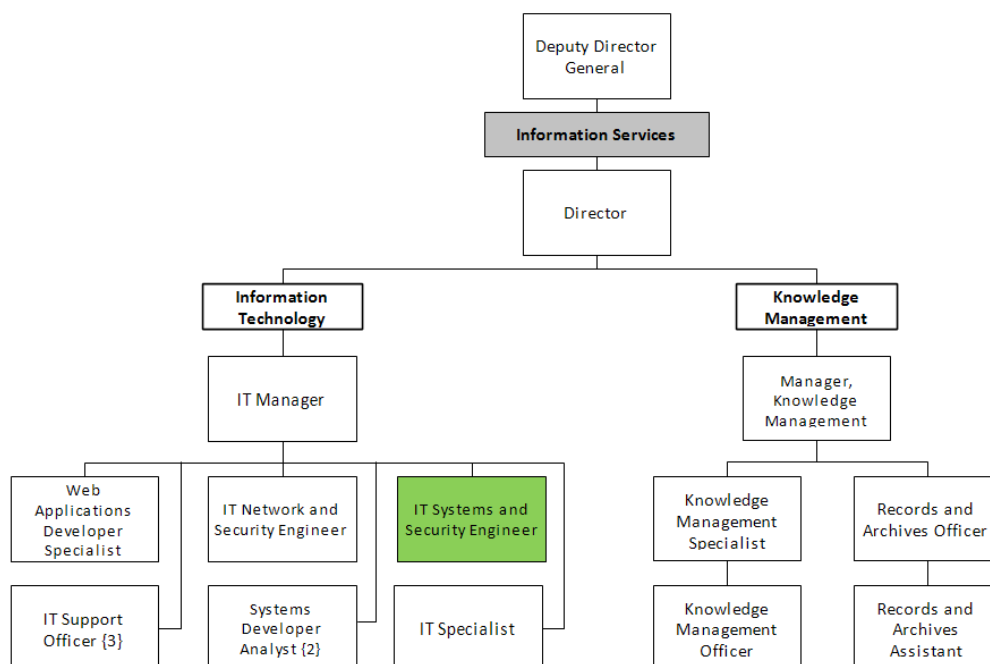 Deputy Director
General
Information Services
Director
Information
Technology
Knowledge
Management
IT Manager
Manager,
Knowledge
Management
Web
Applications
Developer
Specialist
IT Network and
Security Engineer
IT Systems and
Security Engineer
Knowledge
Management
Specialist
Records and
Archives Officer
IT Support
Officer {3}
Systems
Developer
Analyst {2}
IT Specialist
Knowledge
Management
Officer
Records and
Archives
Assistant